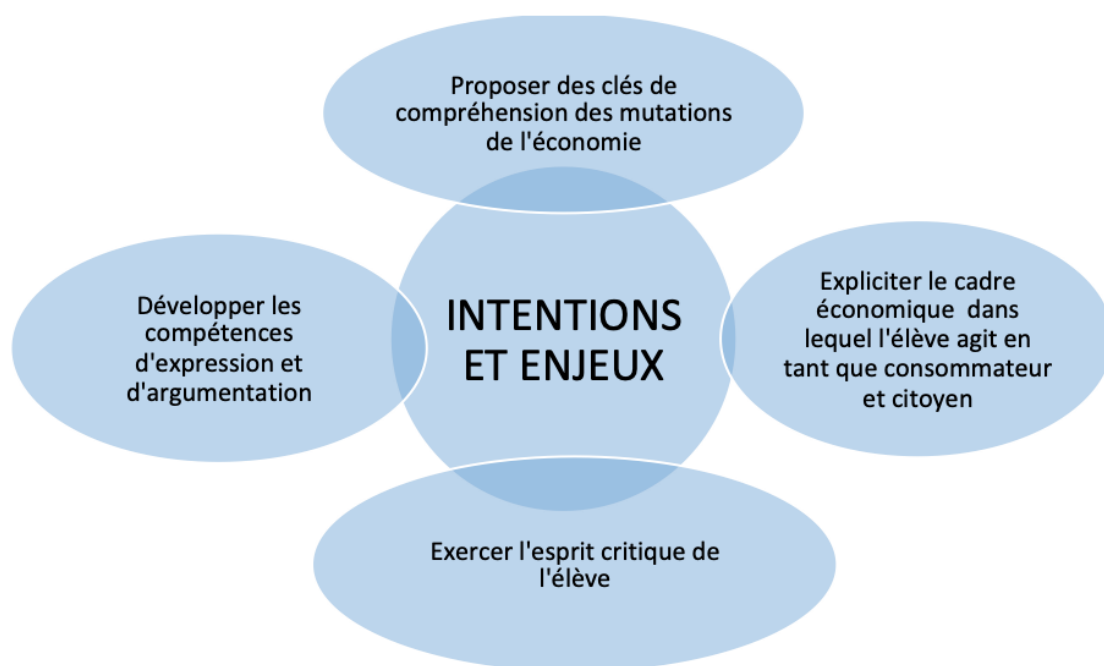 Proposer des clés de
compréhension des mutations
de l'économie
Développer les
compétences
d'expression et
d'argumentation
INTENTIONS
ET ENJEUX
Expliciter le cadre
économique dans
lequel l'élève agit en
tant que consommateur
et citoyen
Exercer l'esprit critique de
l'élève